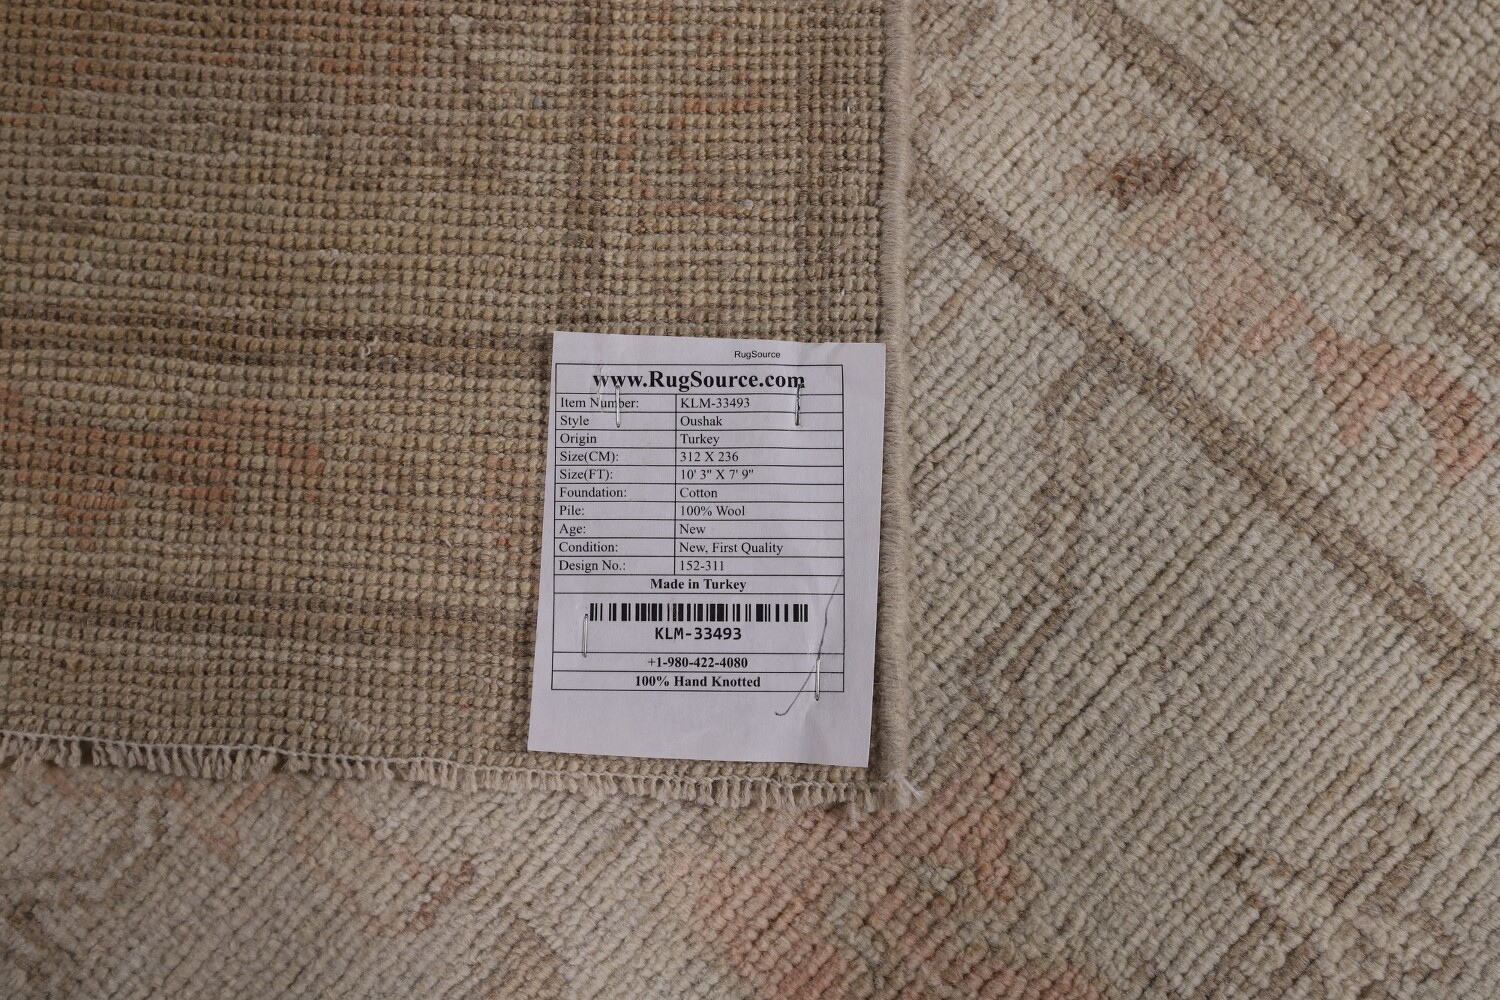 RugSource
www.RugSource.com
Item Number: KLM-33493
Style Oushak
Origin Turkey
Size(CM): 312 X 236
Size(FT): 10' 3" X 7' 9"
Foundation: Cotton
Pile: 100% Wool
Age: New
Condition: New, First Quality
Design No.: 152-311
Made in Turkey
KLM-33493
+1-980-422-4080
100% Hand Knotted